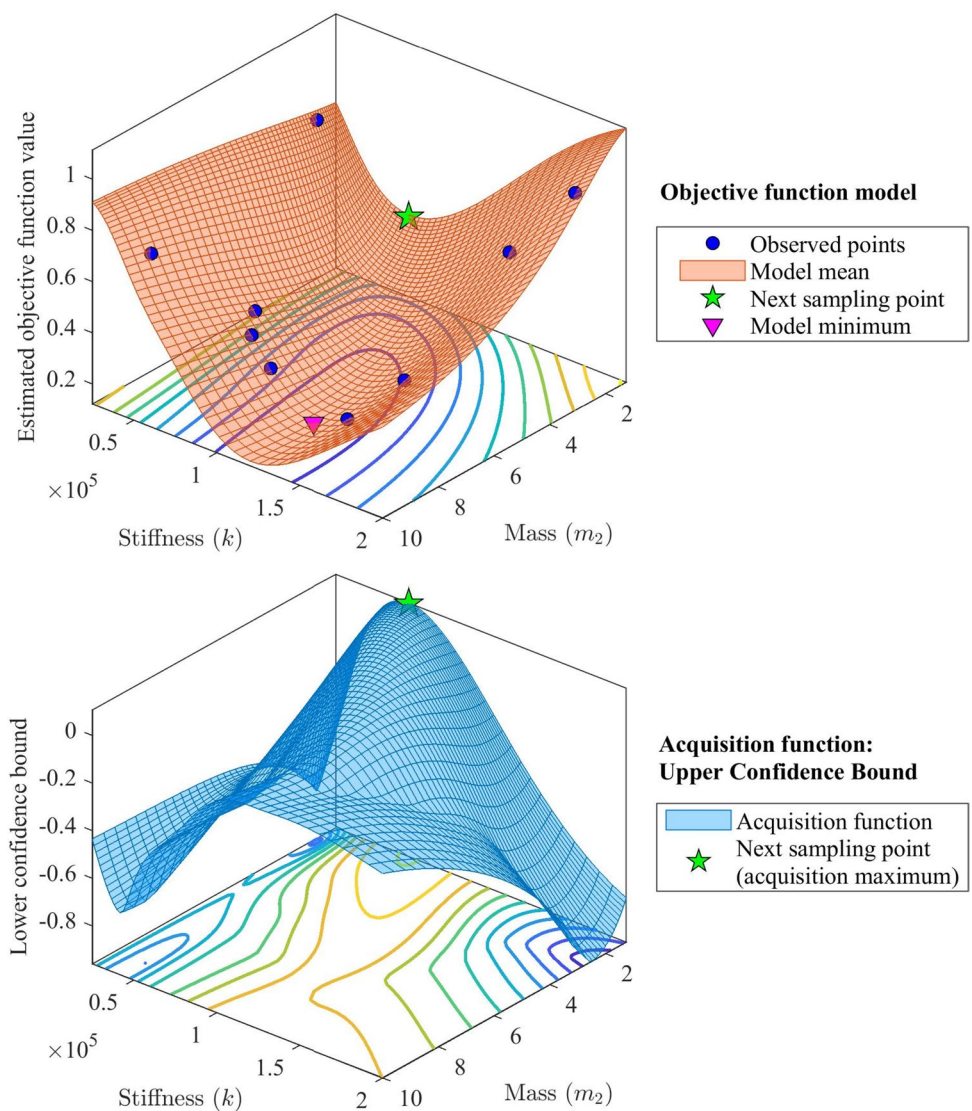 Estimated objective function value
1
0.8
0.6
0.4
0.2
0.5
1
1.5
2
×10⁵
Stiffness (k)
10
8
6
4
2
Mass (m₂)
Objective function model
Observed points
Model mean
Next sampling point
Model minimum
Lower confidence bound
0
-0.2
-0.4
-0.6
-0.8
0.5
1
1.5
2
×10⁵
Stiffness (k)
10
8
6
4
2
Mass (m₂)
Acquisition function:
Upper Confidence Bound
Acquisition function
Next sampling point
(acquisition maximum)